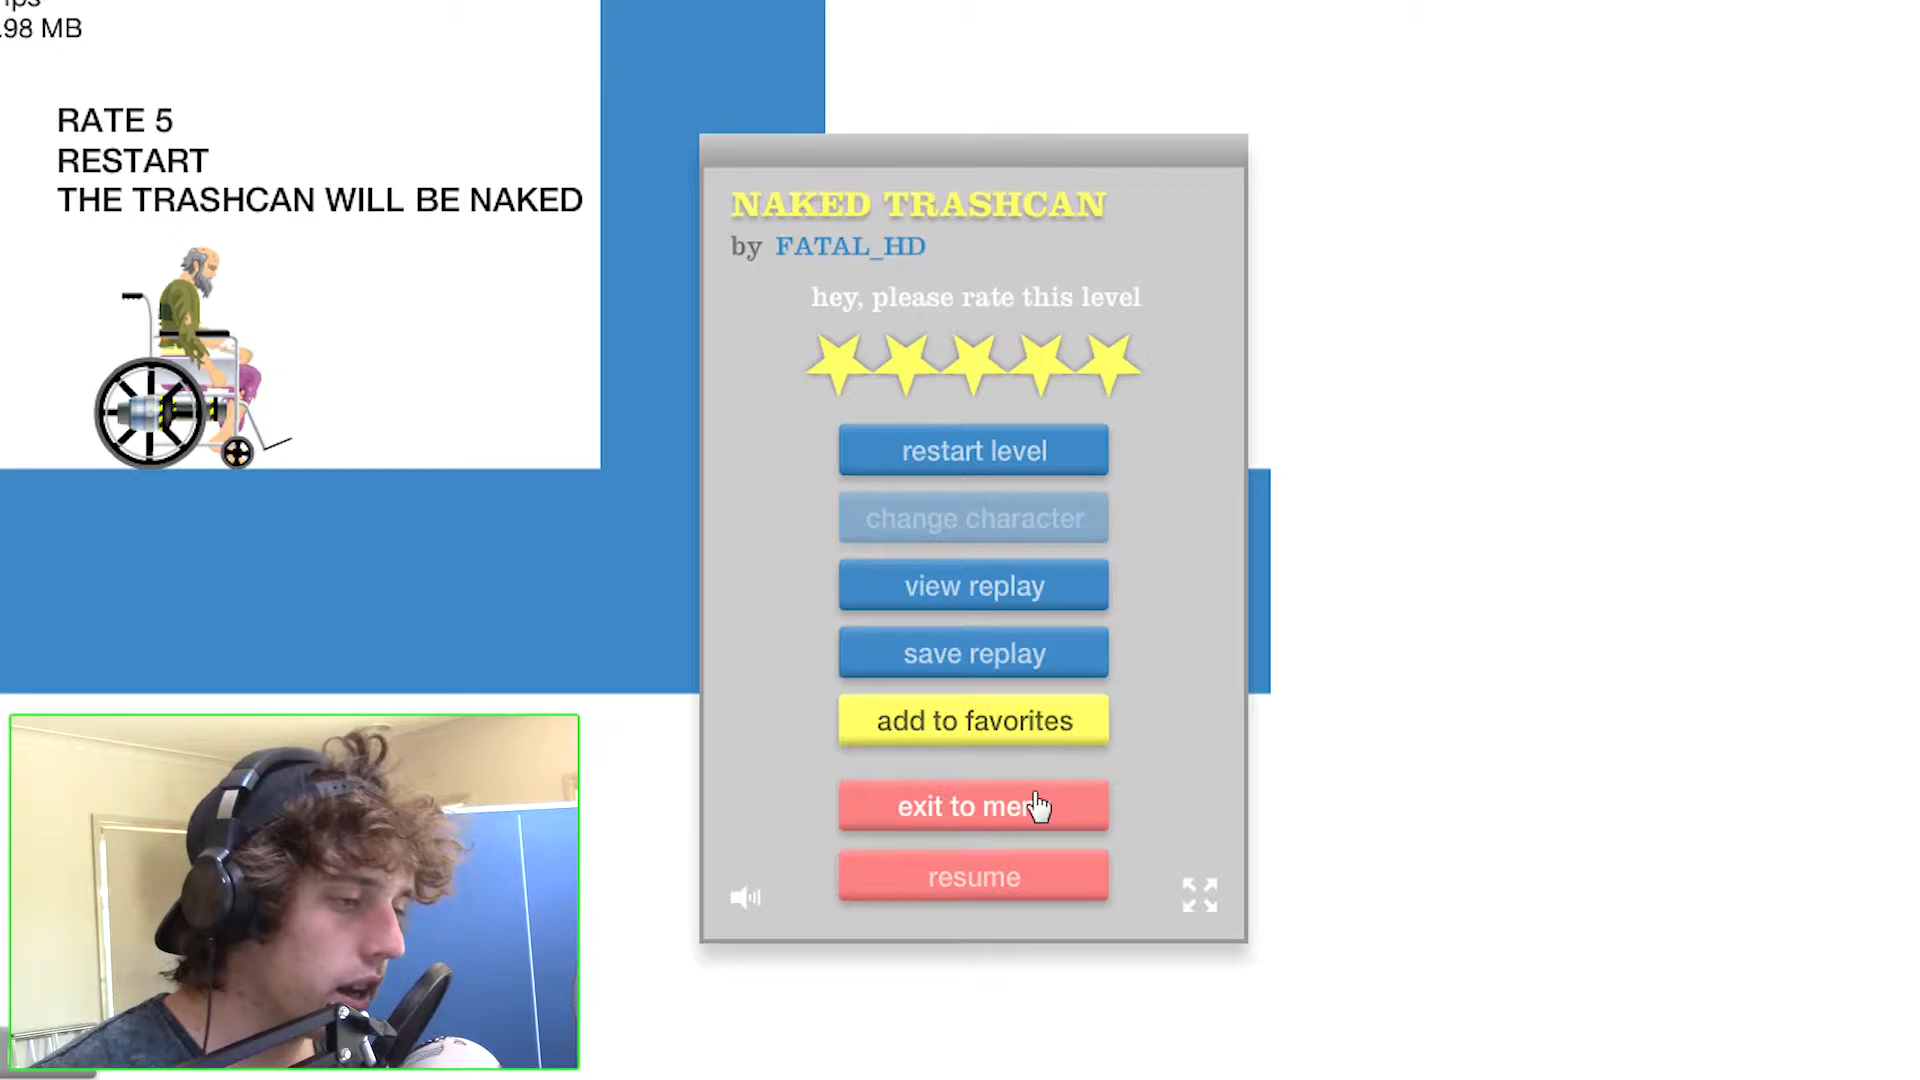 .98 MB
RATE 5
RESTART
THE TRASHCAN WILL BE NAKED
NAKED TRASHCAN
by FATAL_HD
hey, please rate this level
restart level
change character
view replay
save replay
add to favorites
exit to
resume